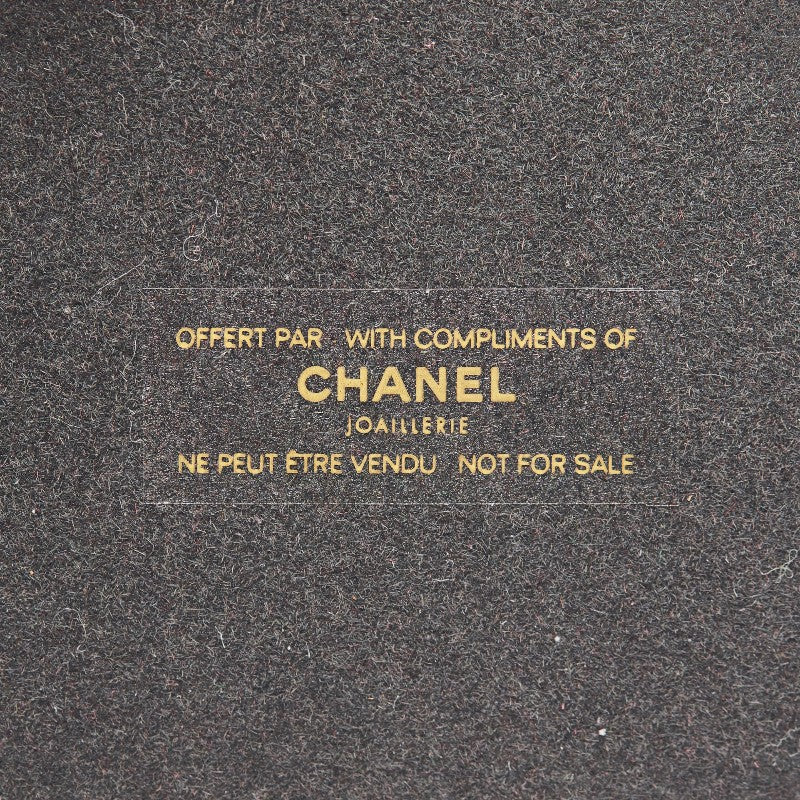 OFFERT PAR WITH COMPLIMENTS OF
CHANEL
JOAILLERIE
NE PEUT ÊTRE VENDU NOT FOR SALE